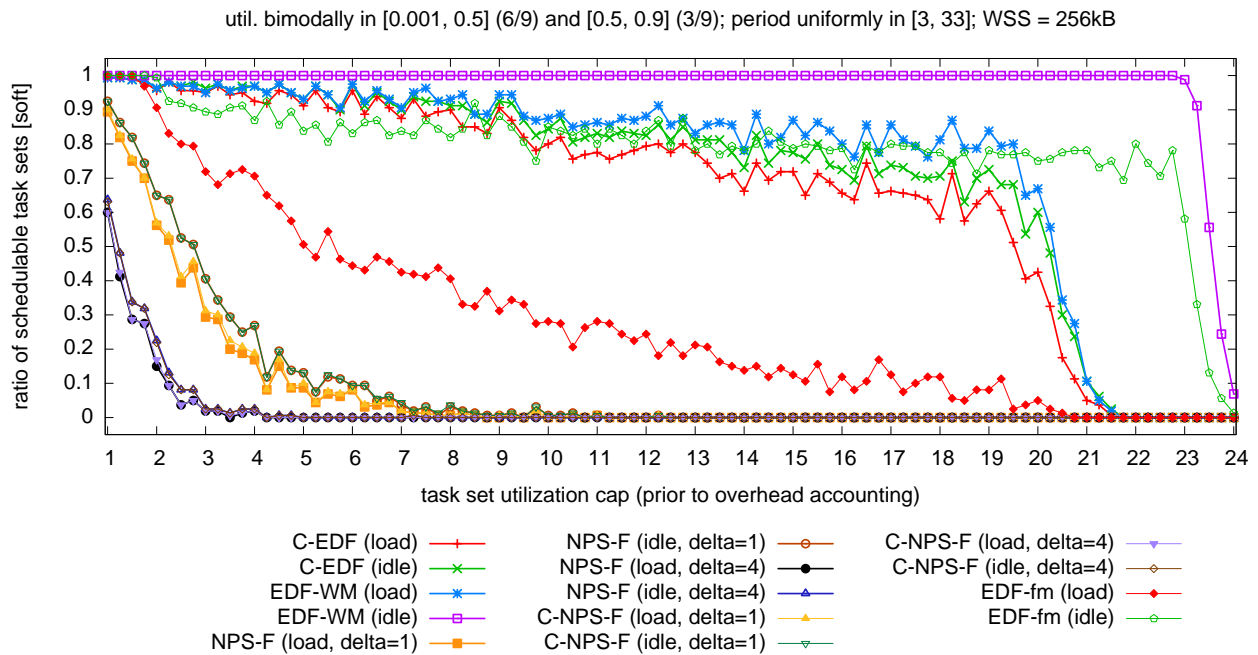 util. bimodally in [0.001, 0.5] (6/9) and [0.5, 0.9] (3/9); period uniformly in [3, 33]; WSS = 256kB
ratio of schedulable task sets [soft]
1
0.9
0.8
0.7
0.6
0.5
0.4
0.3
0.2
0.1
0
1 2 3 4 5 6 7 8 9 10 11 12 13 14 15 16 17 18 19 20 21 22 23 24
task set utilization cap (prior to overhead accounting)
C-EDF (load)
C-EDF (idle)
EDF-WM (load)
EDF-WM (idle)
NPS-F (load, delta=1)
NPS-F (idle, delta=1)
NPS-F (load, delta=4)
NPS-F (idle, delta=4)
C-NPS-F (load, delta=1)
C-NPS-F (idle, delta=1)
C-NPS-F (load, delta=4)
C-NPS-F (idle, delta=4)
EDF-fm (load)
EDF-fm (idle)